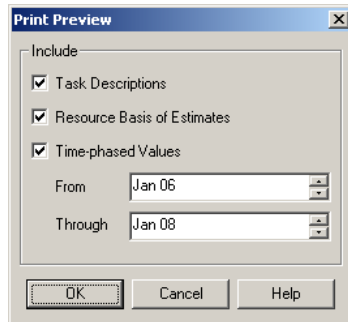 Print Preview
Include
Task Descriptions
Resource Basis of Estimates
Time-phased Values
From Jan 06
Through Jan 08
OK Cancel Help